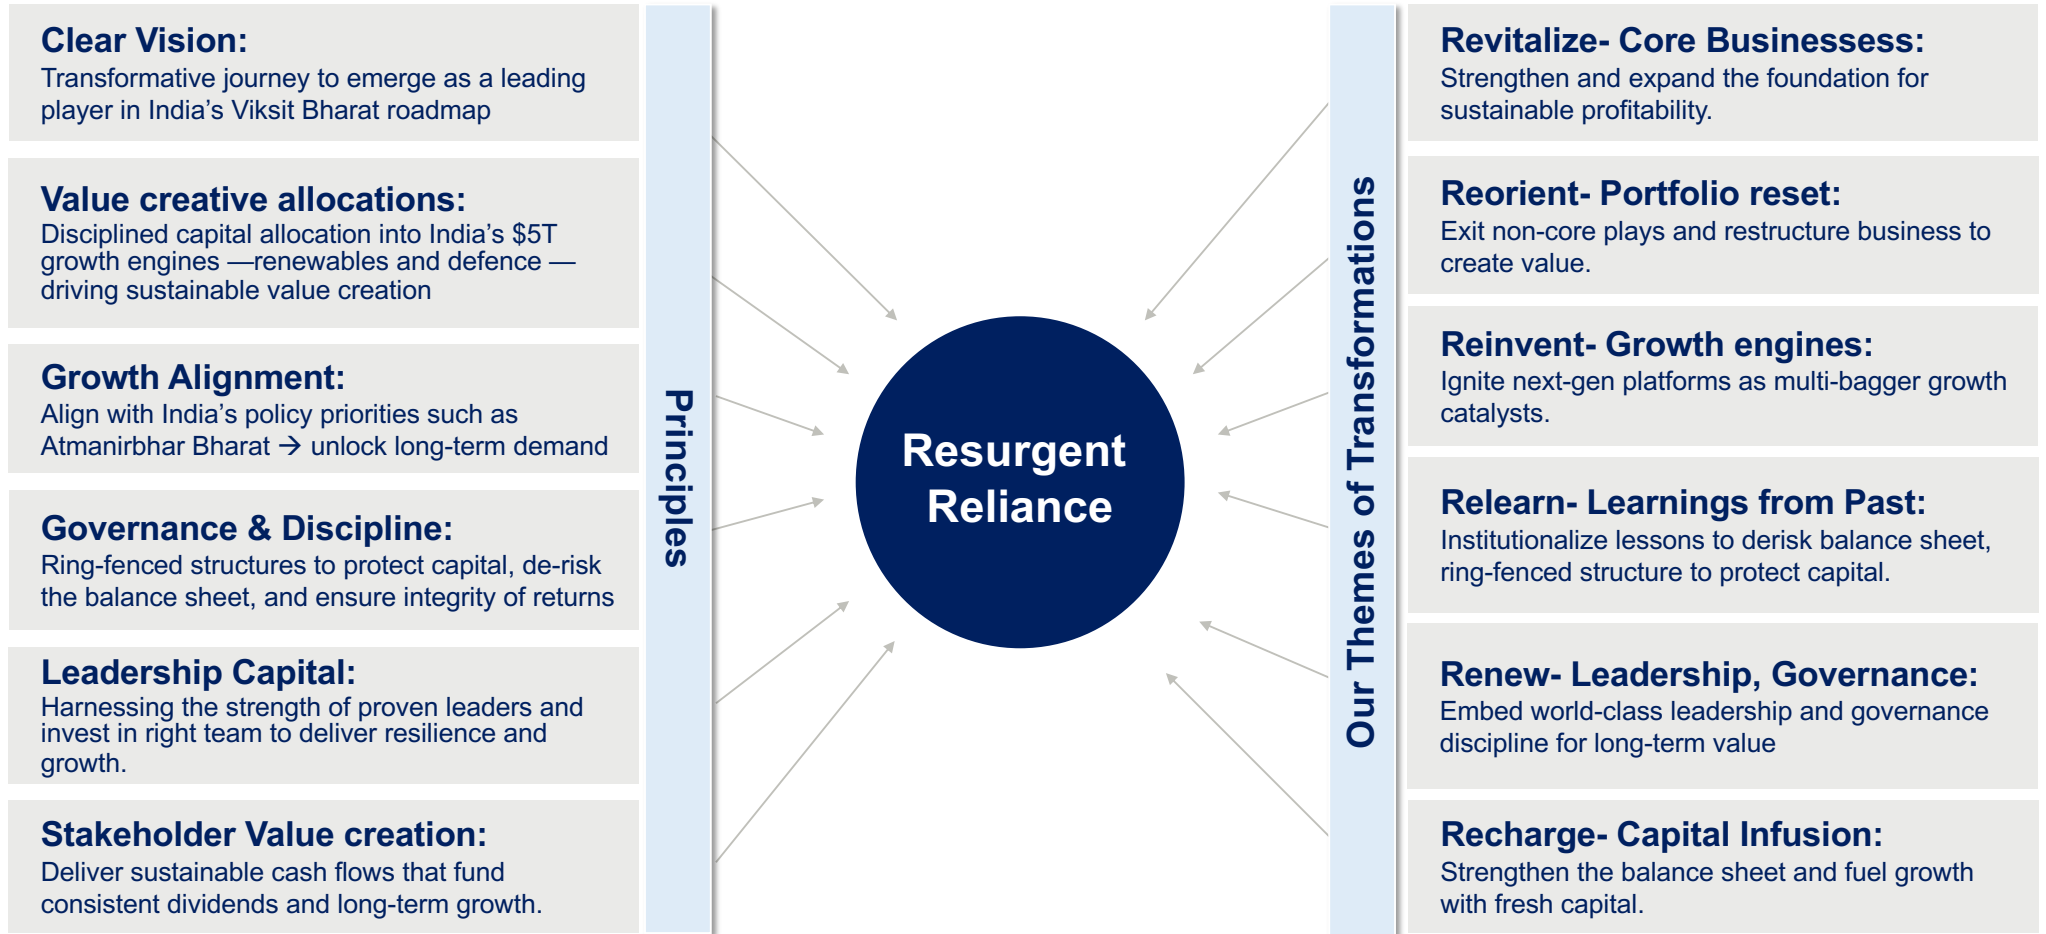 Clear Vision:
Transformative journey to emerge as a leading
player in India’s Viksit Bharat roadmap
Value creative allocations:
Disciplined capital allocation into India’s $5T
growth engines —renewables and defence —
driving sustainable value creation
Growth Alignment:
Align with India’s policy priorities such as
Atmanirbhar Bharat → unlock long-term demand
Governance & Discipline:
Ring-fenced structures to protect capital, de-risk
the balance sheet, and ensure integrity of returns
Leadership Capital:
Harnessing the strength of proven leaders and
invest in right team to deliver resilience and
growth.
Stakeholder Value creation:
Deliver sustainable cash flows that fund
consistent dividends and long-term growth.
Principles
Resurgent
Reliance
Our Themes of Transformations
Revitalize- Core Businessess:
Strengthen and expand the foundation for
sustainable profitability.
Reorient- Portfolio reset:
Exit non-core plays and restructure business to
create value.
Reinvent- Growth engines:
Ignite next-gen platforms as multi-bagger growth
catalysts.
Relearn- Learnings from Past:
Institutionalize lessons to derisk balance sheet,
ring-fenced structure to protect capital.
Renew- Leadership, Governance:
Embed world-class leadership and governance
discipline for long-term value
Recharge- Capital Infusion:
Strengthen the balance sheet and fuel growth
with fresh capital.